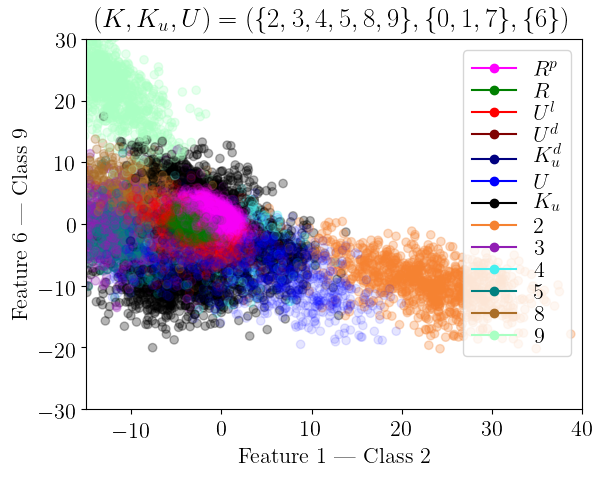 (K, K_u, U) = ({2, 3, 4, 5, 8, 9}, {0, 1, 7}, {6})
30
20
10
0
−10
−20
−30
−10
0
10
20
30
40
Feature 6 — Class 9
Feature 1 — Class 2
R^p
R
U^l
U^d
K_u^d
U
K_u
2
3
4
5
8
9